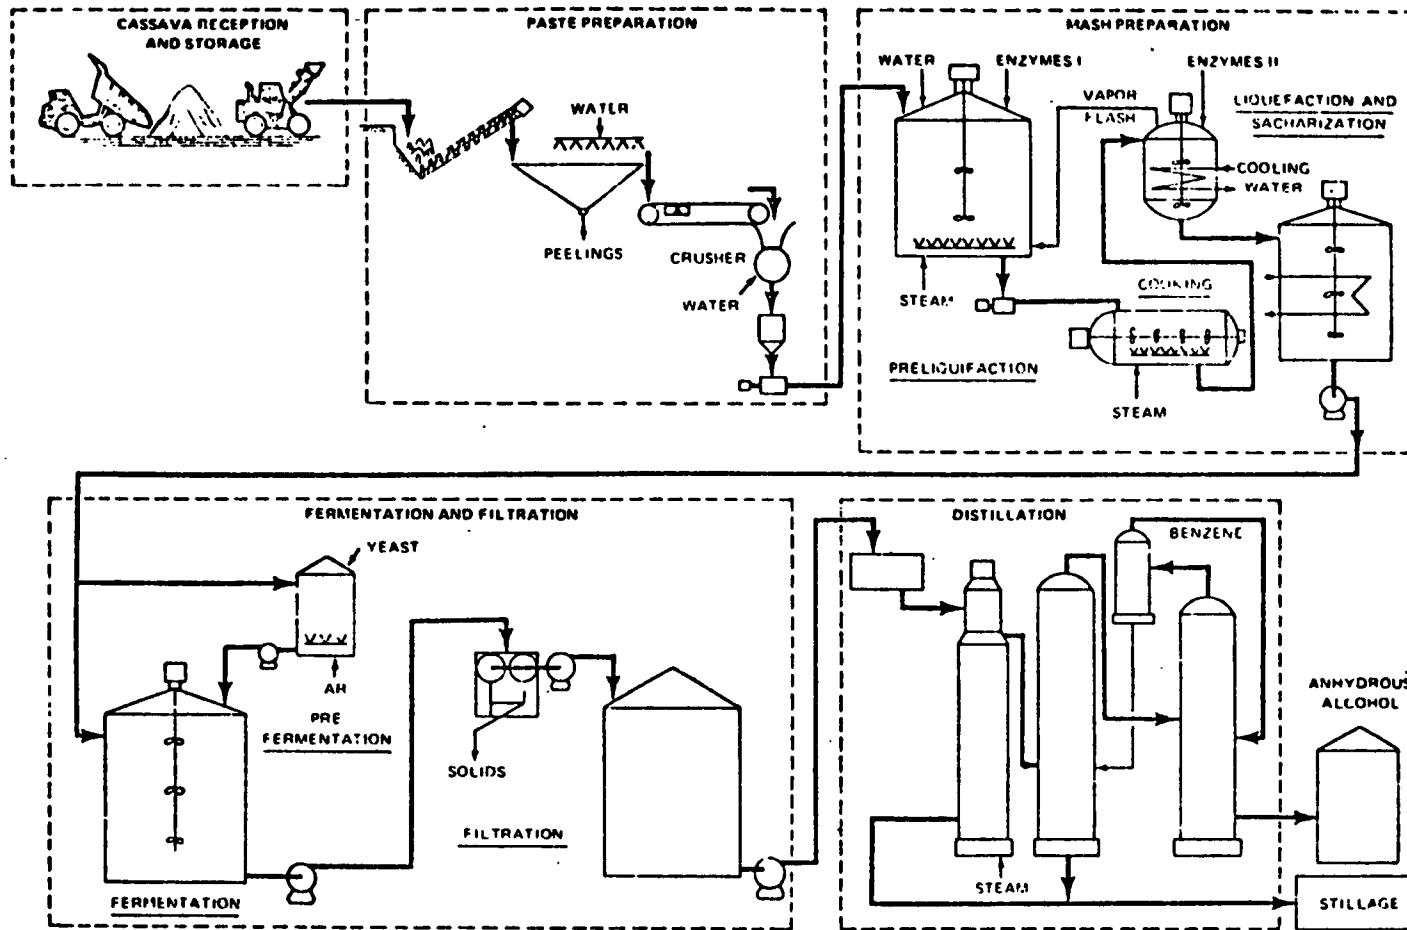 CASSAVA RECEPTION
AND STORAGE
PASTE PREPARATION
WATER
PEELINGS
CRUSHER
WATER
MASH PREPARATION
WATER
ENZYMES I
ENZYMES II
VAPOR
FLASH
LIQUEFACTION AND
SACHARIZATION
COOLING
WATER
STEAM
COOKING
PRELIQUIFACTION
STEAM
FERMENTATION AND FILTRATION
YEAST
PRE
FERMENTATION
SOLIDS
FILTRATION
FERMENTATION
DISTILLATION
BENZENE
STEAM
ANHYDROUS
ALCOHOL
STILLAGE